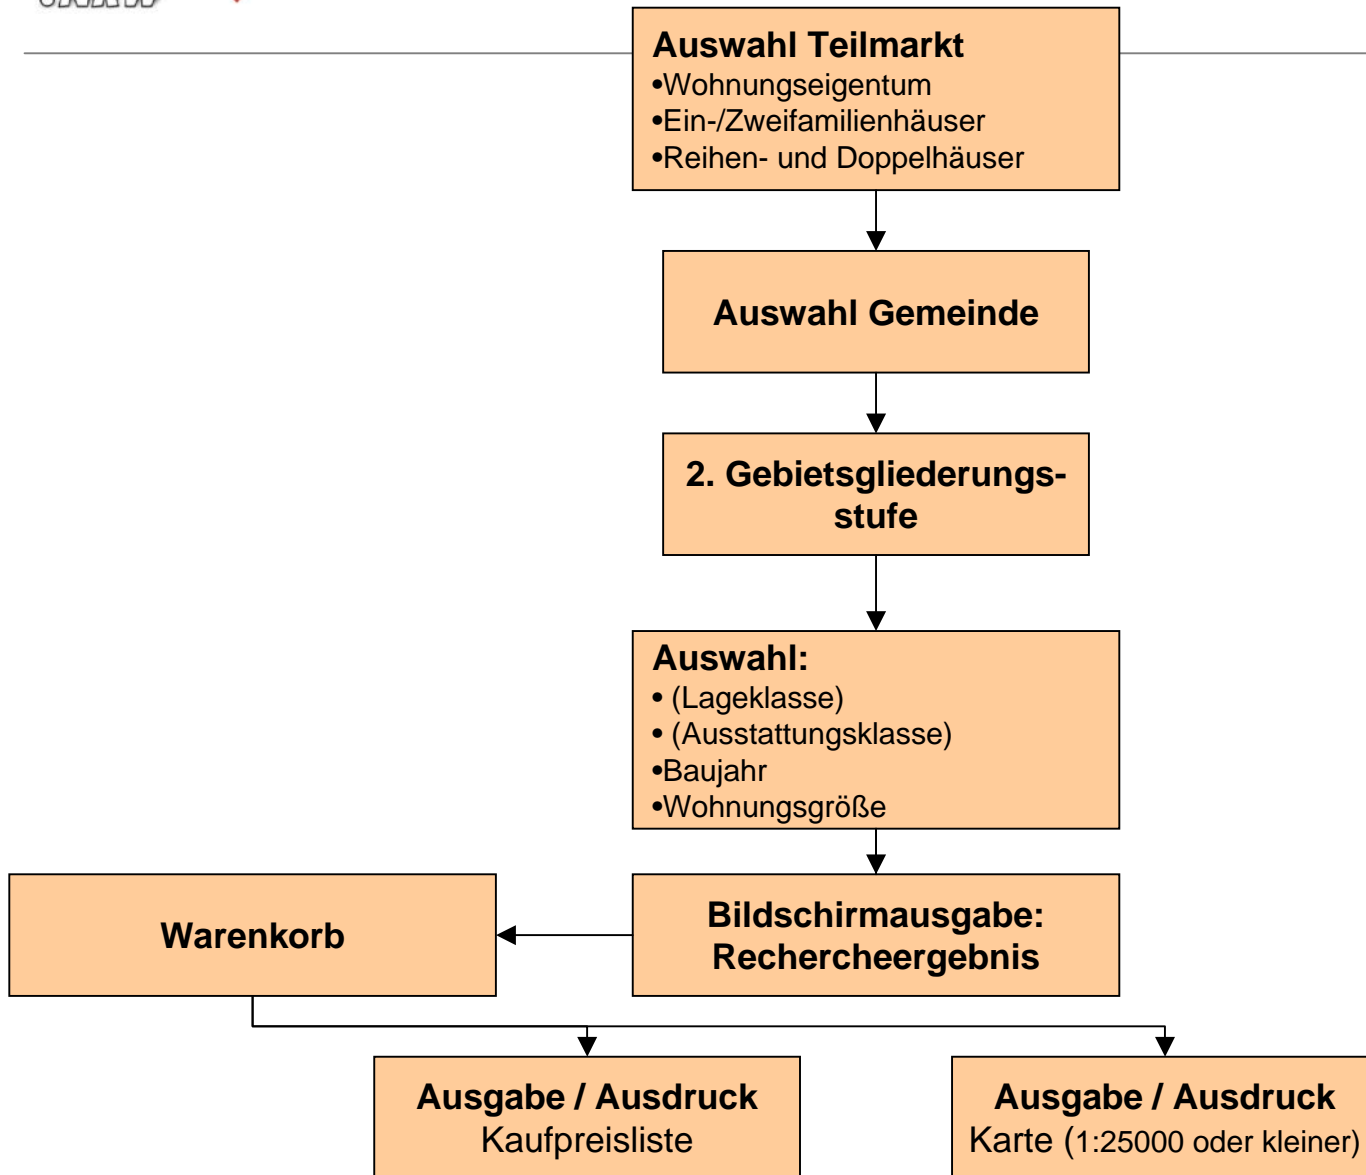 Auswahl Teilmarkt
•Wohnungseigentum
•Ein-/Zweifamilienhäuser
•Reihen- und Doppelhäuser
Auswahl Gemeinde
2. Gebietsgliederungs-
stufe
Auswahl:
• (Lageklasse)
• (Ausstattungsklasse)
•Baujahr
•Wohnungsgröße
Warenkorb
Bildschirmausgabe:
Rechercheergebnis
Ausgabe / Ausdruck
Kaufpreisliste
Ausgabe / Ausdruck
Karte (1:25000 oder kleiner)